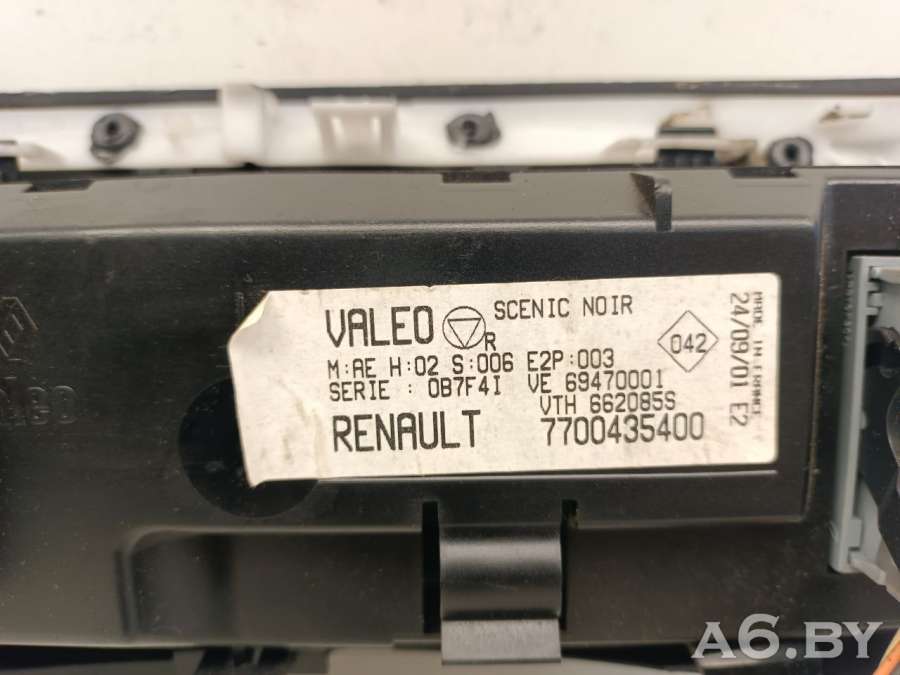 VALEO R SCENIC NOIR
M:AE H:02 S:006 E2P:003
SERIE : 0B7F4I VE 69470001
VTH 662085S
RENAULT 7700435400
042
MADE IN FRANCE
24/09/01 E2
A6.BY